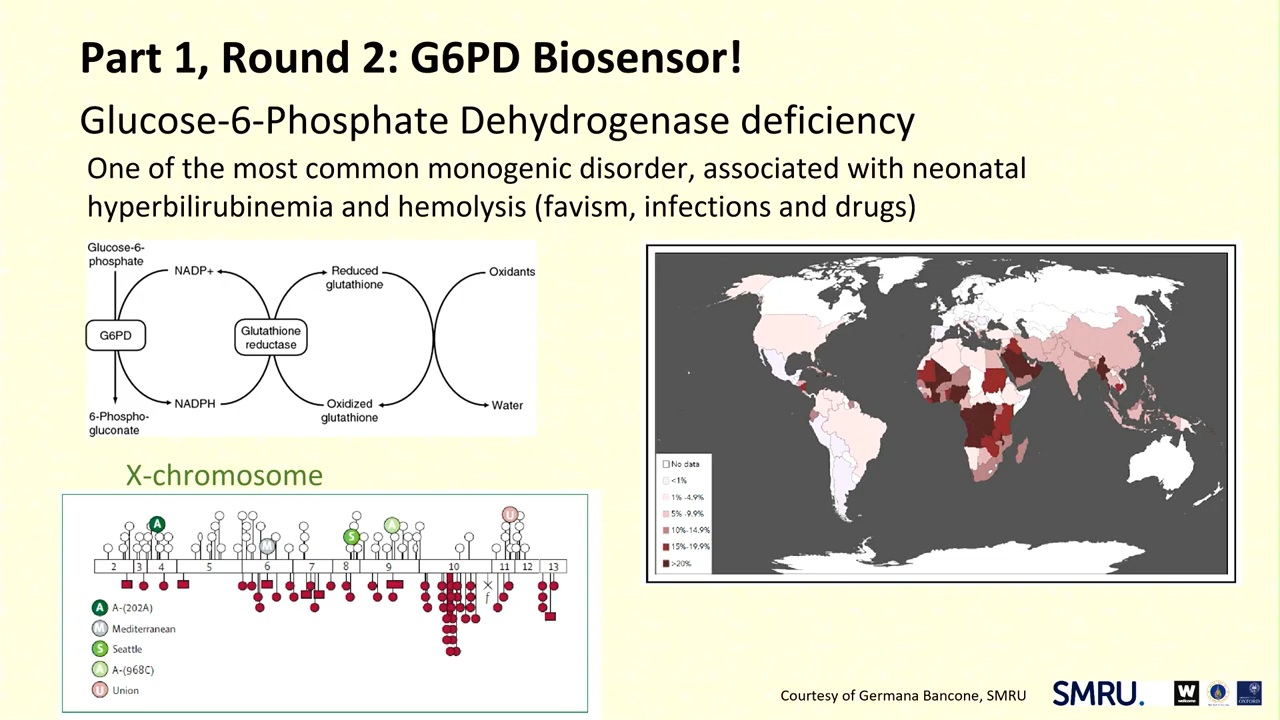 Part 1, Round 2: G6PD Biosensor!
Glucose-6-Phosphate Dehydrogenase deficiency
One of the most common monogenic disorder, associated with neonatal
hyperbilirubinemia and hemolysis (favism, infections and drugs)
Glucose-6-
phosphate
NADP+
Reduced
glutathione
Oxidants
G6PD
Glutathione
reductase
6-Phospho-
gluconate
NADPH
Oxidized
glutathione
Water
No data
<1%
1% -4.9%
5% -9.9%
10%-14.9%
15%-19.9%
>20%
X-chromosome
A
M
S
A
U
2 3 4 5 6 7 8 9 10 11 12 13
f
A A-(202A)
M Mediterranean
S Seattle
A A-(968C)
U Union
Courtesy of Germana Bancone, SMRU
SMRU.
W
wellcome
OXFORD